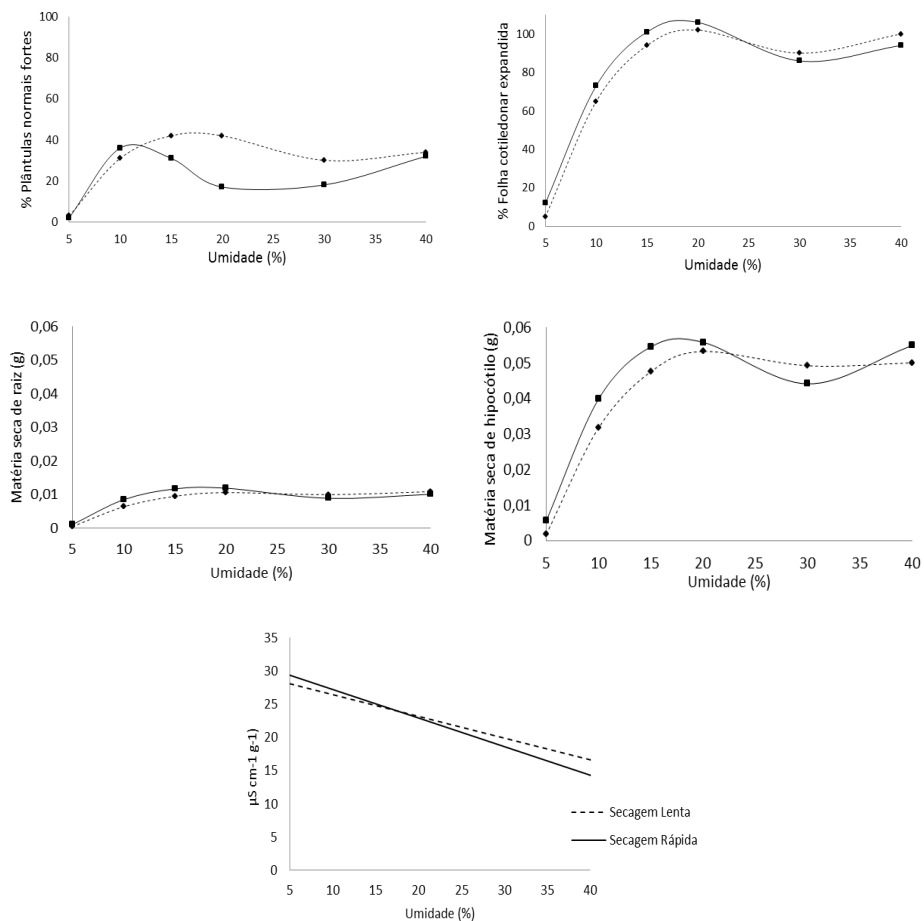 % Plântulas normais fortes
100
80
60
40
20
0
5 10 15 20 25 30 35 40
Umidade (%)
% Folha cotiledonar expandida
100
80
60
40
20
0
5 10 15 20 25 30 35 40
Umidade (%)
Matéria seca de raiz (g)
0,06
0,05
0,04
0,03
0,02
0,01
0
5 10 15 20 25 30 35 40
Umidade (%)
Matéria seca de hipocótilo (g)
0,06
0,05
0,04
0,03
0,02
0,01
0
5 10 15 20 25 30 35 40
Umidade (%)
µS cm-1 g-1)
35
30
25
20
15
10
5
0
5 10 15 20 25 30 35 40
Umidade (%)
Secagem Lenta
Secagem Rápida